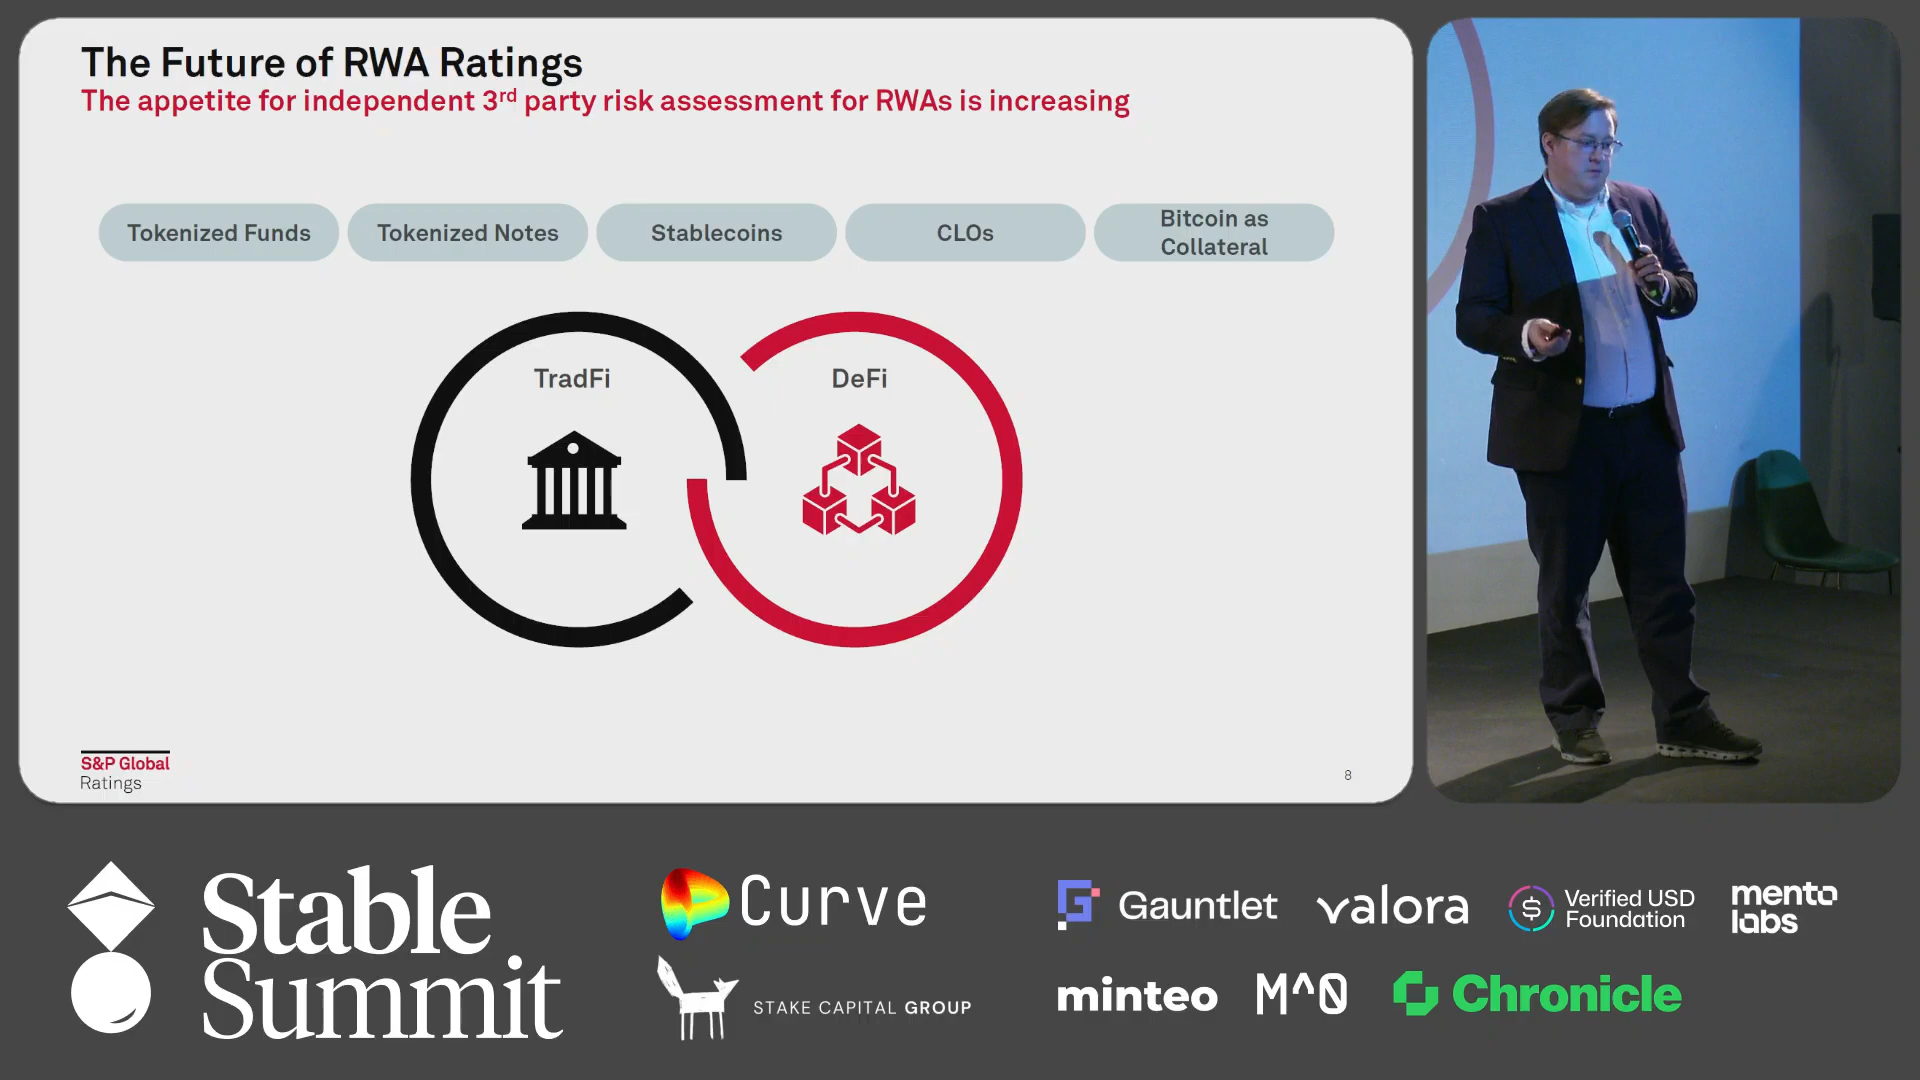 The Future of RWA Ratings
The appetite for independent 3rd party risk assessment for RWAs is increasing
Tokenized Funds
Tokenized Notes
Stablecoins
CLOs
Bitcoin as
Collateral
TradFi
DeFi
S&P Global
Ratings
8
Stable
Summit
Curve
STAKE CAPITAL GROUP
Gauntlet
valora
Verified USD
Foundation
mento
labs
minteo
M^0
Chronicle